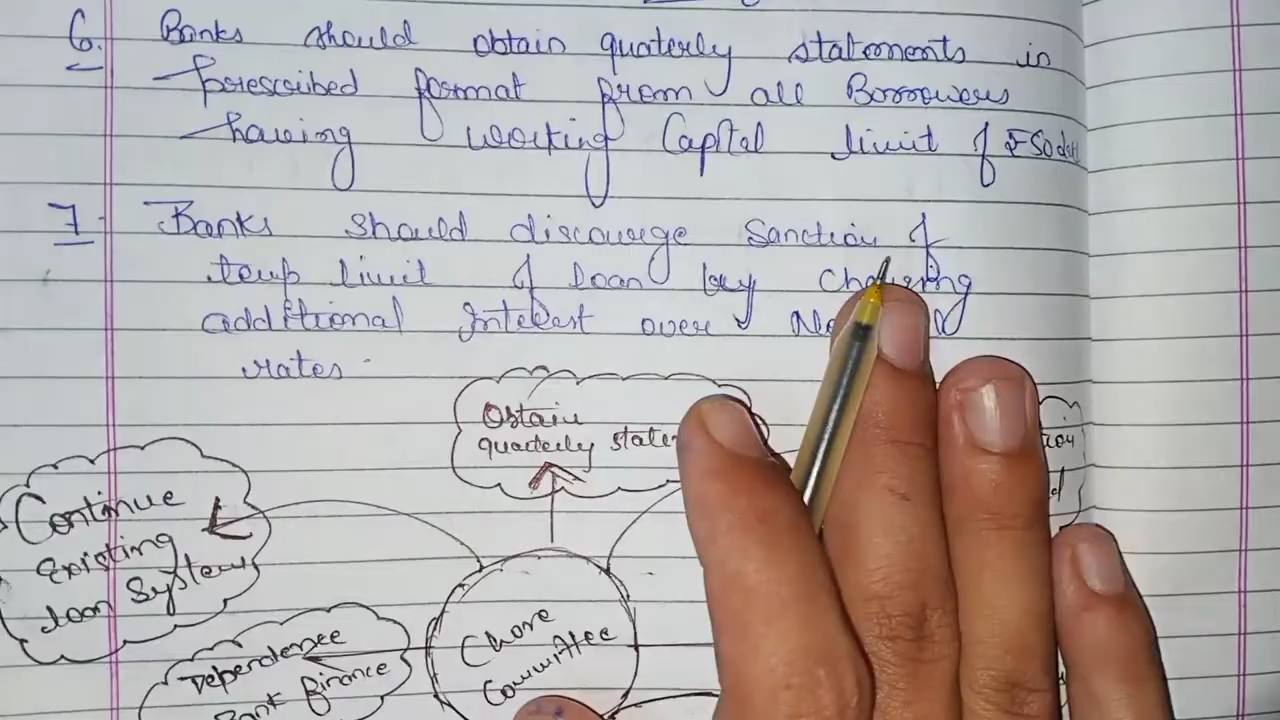 6. Banks should obtain quaterly statements in
prescribed format from all Borrowers
having working Capital limit of ₹50
7. Banks should discourge Sanction of
temp limit of loan by Charging
additional Interest over
rates.
Obtain
quaterly
Continue
Existing
loan System
Dependence
Bank finance
Chore
Committee